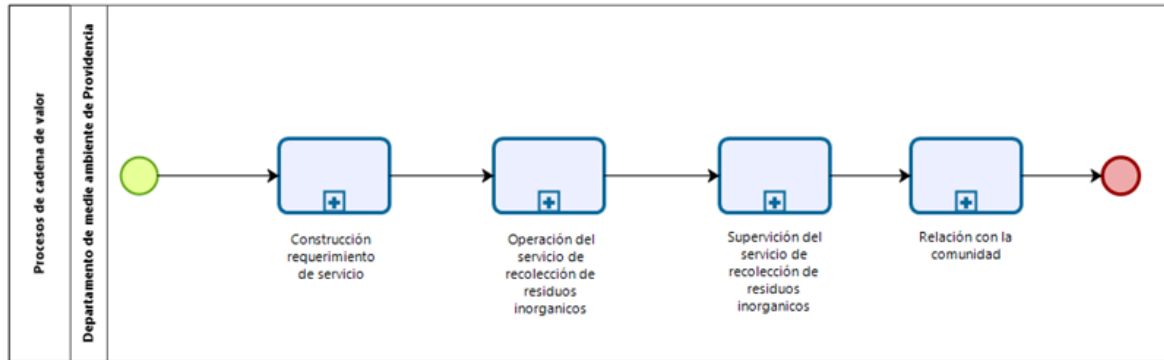 Procesos de cadena de valor
Departamento de medie ambiente de Providencia
Construcción
requerimiento
de servicio
Operación del
servicio de
recolección de
residuos
inorganicos
Supervición del
servicio de
recolección de
residuos
inorganicos
Relación con la
comunidad